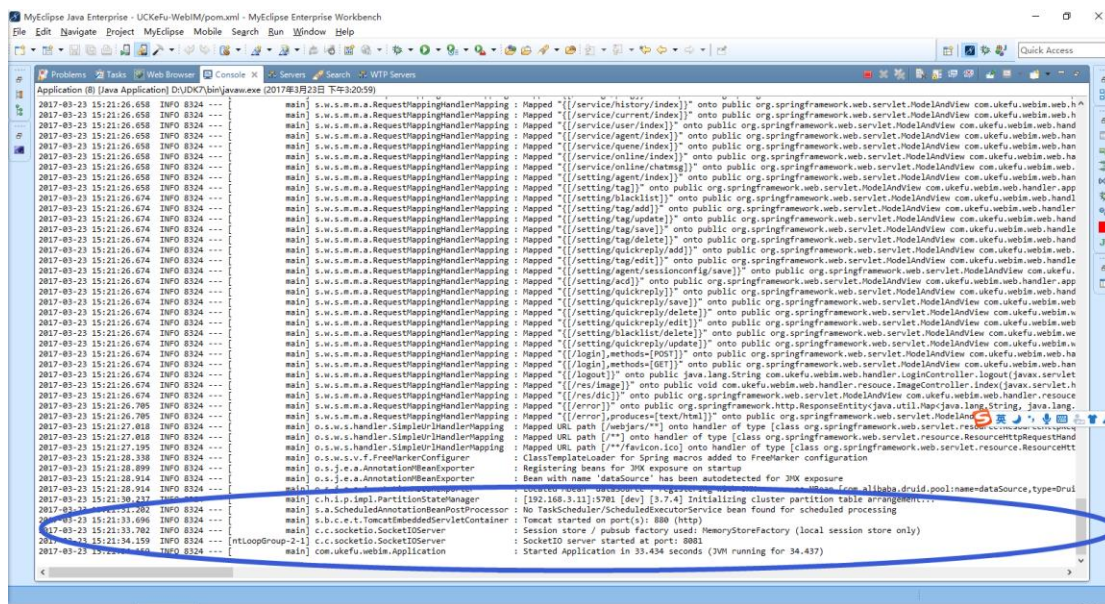 MyEclipse Java Enterprise - UCKeFu-WebIM/pom.xml - MyEclipse Enterprise Workbench
File Edit Navigate Project MyEclipse Mobile Search Run Window Help
Quick Access
Problems Tasks Web Browser Console Servers Search WTP Servers
Application (8) [Java Application] D:\JDK7\bin\javaw.exe (2017年3月23日 下午3:20:59)
2017-03-23 15:21:26.658 INFO 8324 --- [ main] s.w.s.m.m.a.RequestMappingHandlerMapping : Mapped "{[/service/history/index]}" onto public org.springframework.web.servlet.ModelAndView com.ukefu.webim.web.h
2017-03-23 15:21:26.658 INFO 8324 --- [ main] s.w.s.m.m.a.RequestMappingHandlerMapping : Mapped "{[/service/current/index]}" onto public org.springframework.web.servlet.ModelAndView com.ukefu.webim.web.h
2017-03-23 15:21:26.658 INFO 8324 --- [ main] s.w.s.m.m.a.RequestMappingHandlerMapping : Mapped "{[/service/user/index]}" onto public org.springframework.web.servlet.ModelAndView com.ukefu.webim.web.hand
2017-03-23 15:21:26.658 INFO 8324 --- [ main] s.w.s.m.m.a.RequestMappingHandlerMapping : Mapped "{[/service/agent/index]}" onto public org.springframework.web.servlet.ModelAndView com.ukefu.webim.web.han
2017-03-23 15:21:26.658 INFO 8324 --- [ main] s.w.s.m.m.a.RequestMappingHandlerMapping : Mapped "{[/service/quene/index]}" onto public org.springframework.web.servlet.ModelAndView com.ukefu.webim.web.han
2017-03-23 15:21:26.658 INFO 8324 --- [ main] s.w.s.m.m.a.RequestMappingHandlerMapping : Mapped "{[/service/online/index]}" onto public org.springframework.web.servlet.ModelAndView com.ukefu.webim.web.ha
2017-03-23 15:21:26.658 INFO 8324 --- [ main] s.w.s.m.m.a.RequestMappingHandlerMapping : Mapped "{[/service/online/chatmsg]}" onto public org.springframework.web.servlet.ModelAndView com.ukefu.webim.web.
2017-03-23 15:21:26.658 INFO 8324 --- [ main] s.w.s.m.m.a.RequestMappingHandlerMapping : Mapped "{[/setting/agent/index]}" onto public org.springframework.web.servlet.ModelAndView com.ukefu.webim.web.han
2017-03-23 15:21:26.658 INFO 8324 --- [ main] s.w.s.m.m.a.RequestMappingHandlerMapping : Mapped "{[/setting/tag]}" onto public org.springframework.web.servlet.ModelAndView com.ukefu.webim.web.handler.app
2017-03-23 15:21:26.674 INFO 8324 --- [ main] s.w.s.m.m.a.RequestMappingHandlerMapping : Mapped "{[/setting/blacklist]}" onto public org.springframework.web.servlet.ModelAndView com.ukefu.webim.web.handl
2017-03-23 15:21:26.674 INFO 8324 --- [ main] s.w.s.m.m.a.RequestMappingHandlerMapping : Mapped "{[/setting/tag/add]}" onto public org.springframework.web.servlet.ModelAndView com.ukefu.webim.web.handler
2017-03-23 15:21:26.674 INFO 8324 --- [ main] s.w.s.m.m.a.RequestMappingHandlerMapping : Mapped "{[/setting/tag/update]}" onto public org.springframework.web.servlet.ModelAndView com.ukefu.webim.web.hand
2017-03-23 15:21:26.674 INFO 8324 --- [ main] s.w.s.m.m.a.RequestMappingHandlerMapping : Mapped "{[/setting/tag/save]}" onto public org.springframework.web.servlet.ModelAndView com.ukefu.webim.web.handle
2017-03-23 15:21:26.674 INFO 8324 --- [ main] s.w.s.m.m.a.RequestMappingHandlerMapping : Mapped "{[/setting/tag/delete]}" onto public org.springframework.web.servlet.ModelAndView com.ukefu.webim.web.hand
2017-03-23 15:21:26.674 INFO 8324 --- [ main] s.w.s.m.m.a.RequestMappingHandlerMapping : Mapped "{[/setting/quickreply/add]}" onto public org.springframework.web.servlet.ModelAndView com.ukefu.webim.web.
2017-03-23 15:21:26.674 INFO 8324 --- [ main] s.w.s.m.m.a.RequestMappingHandlerMapping : Mapped "{[/setting/tag/edit]}" onto public org.springframework.web.servlet.ModelAndView com.ukefu.webim.web.handle
2017-03-23 15:21:26.674 INFO 8324 --- [ main] s.w.s.m.m.a.RequestMappingHandlerMapping : Mapped "{[/setting/agent/sessionconfig/save]}" onto public org.springframework.web.servlet.ModelAndView com.ukefu.
2017-03-23 15:21:26.674 INFO 8324 --- [ main] s.w.s.m.m.a.RequestMappingHandlerMapping : Mapped "{[/setting/acd]}" onto public org.springframework.web.servlet.ModelAndView com.ukefu.webim.web.handler.app
2017-03-23 15:21:26.674 INFO 8324 --- [ main] s.w.s.m.m.a.RequestMappingHandlerMapping : Mapped "{[/setting/quickreply]}" onto public org.springframework.web.servlet.ModelAndView com.ukefu.webim.web.hand
2017-03-23 15:21:26.674 INFO 8324 --- [ main] s.w.s.m.m.a.RequestMappingHandlerMapping : Mapped "{[/setting/quickreply/save]}" onto public org.springframework.web.servlet.ModelAndView com.ukefu.webim.web
2017-03-23 15:21:26.674 INFO 8324 --- [ main] s.w.s.m.m.a.RequestMappingHandlerMapping : Mapped "{[/setting/quickreply/delete]}" onto public org.springframework.web.servlet.ModelAndView com.ukefu.webim.w
2017-03-23 15:21:26.674 INFO 8324 --- [ main] s.w.s.m.m.a.RequestMappingHandlerMapping : Mapped "{[/setting/quickreply/edit]}" onto public org.springframework.web.servlet.ModelAndView com.ukefu.webim.web
2017-03-23 15:21:26.674 INFO 8324 --- [ main] s.w.s.m.m.a.RequestMappingHandlerMapping : Mapped "{[/setting/blacklist/delete]}" onto public org.springframework.web.servlet.ModelAndView com.ukefu.webim.we
2017-03-23 15:21:26.674 INFO 8324 --- [ main] s.w.s.m.m.a.RequestMappingHandlerMapping : Mapped "{[/setting/quickreply/update]}" onto public org.springframework.web.servlet.ModelAndView com.ukefu.webim.w
2017-03-23 15:21:26.674 INFO 8324 --- [ main] s.w.s.m.m.a.RequestMappingHandlerMapping : Mapped "{[/login],methods=[POST]}" onto public org.springframework.web.servlet.ModelAndView com.ukefu.webim.web.ha
2017-03-23 15:21:26.674 INFO 8324 --- [ main] s.w.s.m.m.a.RequestMappingHandlerMapping : Mapped "{[/login],methods=[GET]}" onto public org.springframework.web.servlet.ModelAndView com.ukefu.webim.web.han
2017-03-23 15:21:26.674 INFO 8324 --- [ main] s.w.s.m.m.a.RequestMappingHandlerMapping : Mapped "{[/logout]}" onto public java.lang.String com.ukefu.webim.web.handler.LoginController.logout(javax.servlet
2017-03-23 15:21:26.674 INFO 8324 --- [ main] s.w.s.m.m.a.RequestMappingHandlerMapping : Mapped "{[/res/image]}" onto public void com.ukefu.webim.web.handler.resouce.ImageController.index(javax.servlet.h
2017-03-23 15:21:26.674 INFO 8324 --- [ main] s.w.s.m.m.a.RequestMappingHandlerMapping : Mapped "{[/res/dic]}" onto public org.springframework.web.servlet.ModelAndView com.ukefu.webim.web.handler.resouce
2017-03-23 15:21:26.705 INFO 8324 --- [ main] s.w.s.m.m.a.RequestMappingHandlerMapping : Mapped "{[/error]}" onto public org.springframework.http.ResponseEntity<java.util.Map<java.lang.String, java.lang.
2017-03-23 15:21:26.705 INFO 8324 --- [ main] s.w.s.m.m.a.RequestMappingHandlerMapping : Mapped "{[/error],produces=[text/html]}" onto public org.springframework.web.servlet.ModelAnd
英
2017-03-23 15:21:27.018 INFO 8324 --- [ main] o.s.w.s.handler.SimpleUrlHandlerMapping : Mapped URL path [/webjars/**] onto handler of type [class org.springframework.web.servlet.
2017-03-23 15:21:27.018 INFO 8324 --- [ main] o.s.w.s.handler.SimpleUrlHandlerMapping : Mapped URL path [/**] onto handler of type [class org.springframework.web.servlet.resource.ResourceHttpRequestHand
2017-03-23 15:21:27.195 INFO 8324 --- [ main] o.s.w.s.handler.SimpleUrlHandlerMapping : Mapped URL path [/**/favicon.ico] onto handler of type [class org.springframework.web.servlet.resource.ResourceHtt
2017-03-23 15:21:28.338 INFO 8324 --- [ main] o.s.w.s.v.f.FreeMarkerConfigurer : ClassTemplateLoader for Spring macros added to FreeMarker configuration
2017-03-23 15:21:28.899 INFO 8324 --- [ main] o.s.j.e.a.AnnotationMBeanExporter : Registering beans for JMX exposure on startup
2017-03-23 15:21:28.914 INFO 8324 --- [ main] o.s.j.e.a.AnnotationMBeanExporter : Bean with name 'dataSource' has been autodetected for JMX exposure
2017-03-23 15:21:28.914 INFO 8324 --- [ main] MBean [com.alibaba.druid.pool:name=dataSource,type=Drui
2017-03-23 15:21:30.237 INFO 8324 --- [ main] c.h.i.p.impl.PartitionStateManager : [192.168.3.11]:5701 [dev] [3.7.4] Initializing cluster partition table arrangement...
INFO 8324 --- [ main] s.a.ScheduledAnnotationBeanPostProcessor : No TaskScheduler/ScheduledExecutorService bean found for scheduled processing
2017-03-23 15:21:33.696 INFO 8324 --- [ main] s.b.c.e.t.TomcatEmbeddedServletContainer : Tomcat started on port(s): 880 (http)
2017-03-23 15:21:33.702 INFO 8324 --- [ main] c.c.socketio.SocketIOServer : Session store / pubsub factory used: MemoryStoreFactory (local session store only)
2017-03-23 15:21:34.159 INFO 8324 --- [ntLoopGroup-2-1] c.c.socketio.SocketIOServer : SocketIO server started at port: 8081
INFO 8324 --- [ main] com.ukefu.webim.Application : Started Application in 33.434 seconds (JVM running for 34.437)